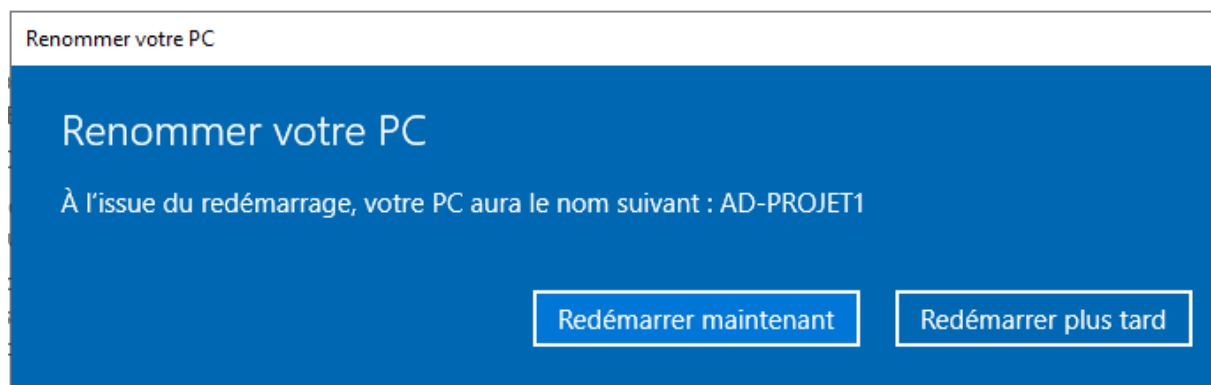 Renommer votre PC
Renommer votre PC
À l'issue du redémarrage, votre PC aura le nom suivant : AD-PROJET1
Redémarrer maintenant
Redémarrer plus tard